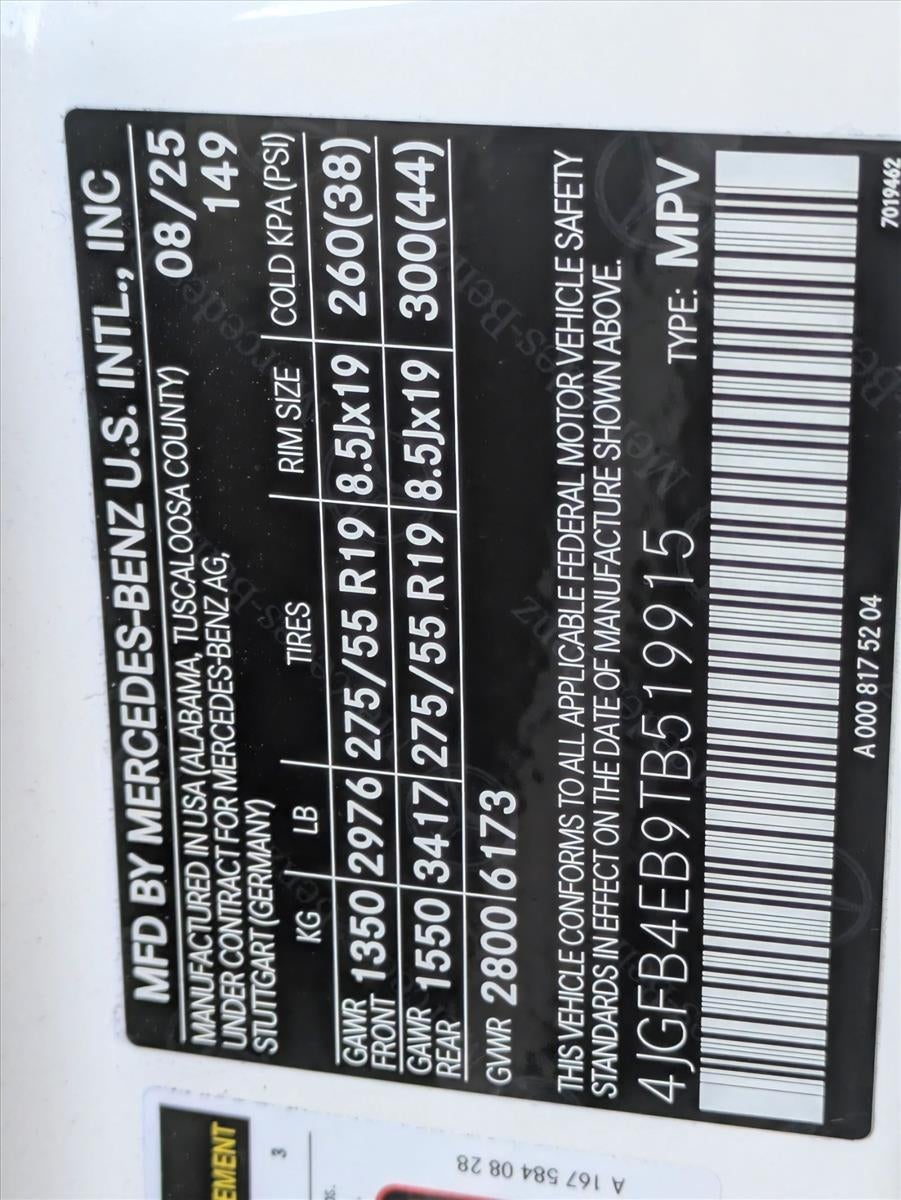 MFD BY MERCEDES-BENZ U.S. INTL., INC
MANUFACTURED IN USA (ALABAMA, TUSCALOOSA COUNTY) 08/25
UNDER CONTRACT FOR MERCEDES-BENZ AG, 149
STUTTGART (GERMANY)
KG LB TIRES RIM SIZE COLD KPA (PSI)
GAWR FRONT 1350 2976 275/55 R19 8.5Jx19 260(38)
GAWR REAR 1550 3417 275/55 R19 8.5Jx19 300(44)
GVWR 2800 6173
THIS VEHICLE CONFORMS TO ALL APPLICABLE FEDERAL MOTOR VEHICLE SAFETY
STANDARDS IN EFFECT ON THE DATE OF MANUFACTURE SHOWN ABOVE.
4JGFB4EB9TB519915 TYPE: MPV
A 000 817 52 04 7019462
EMENT
3
A 167 584 08 28